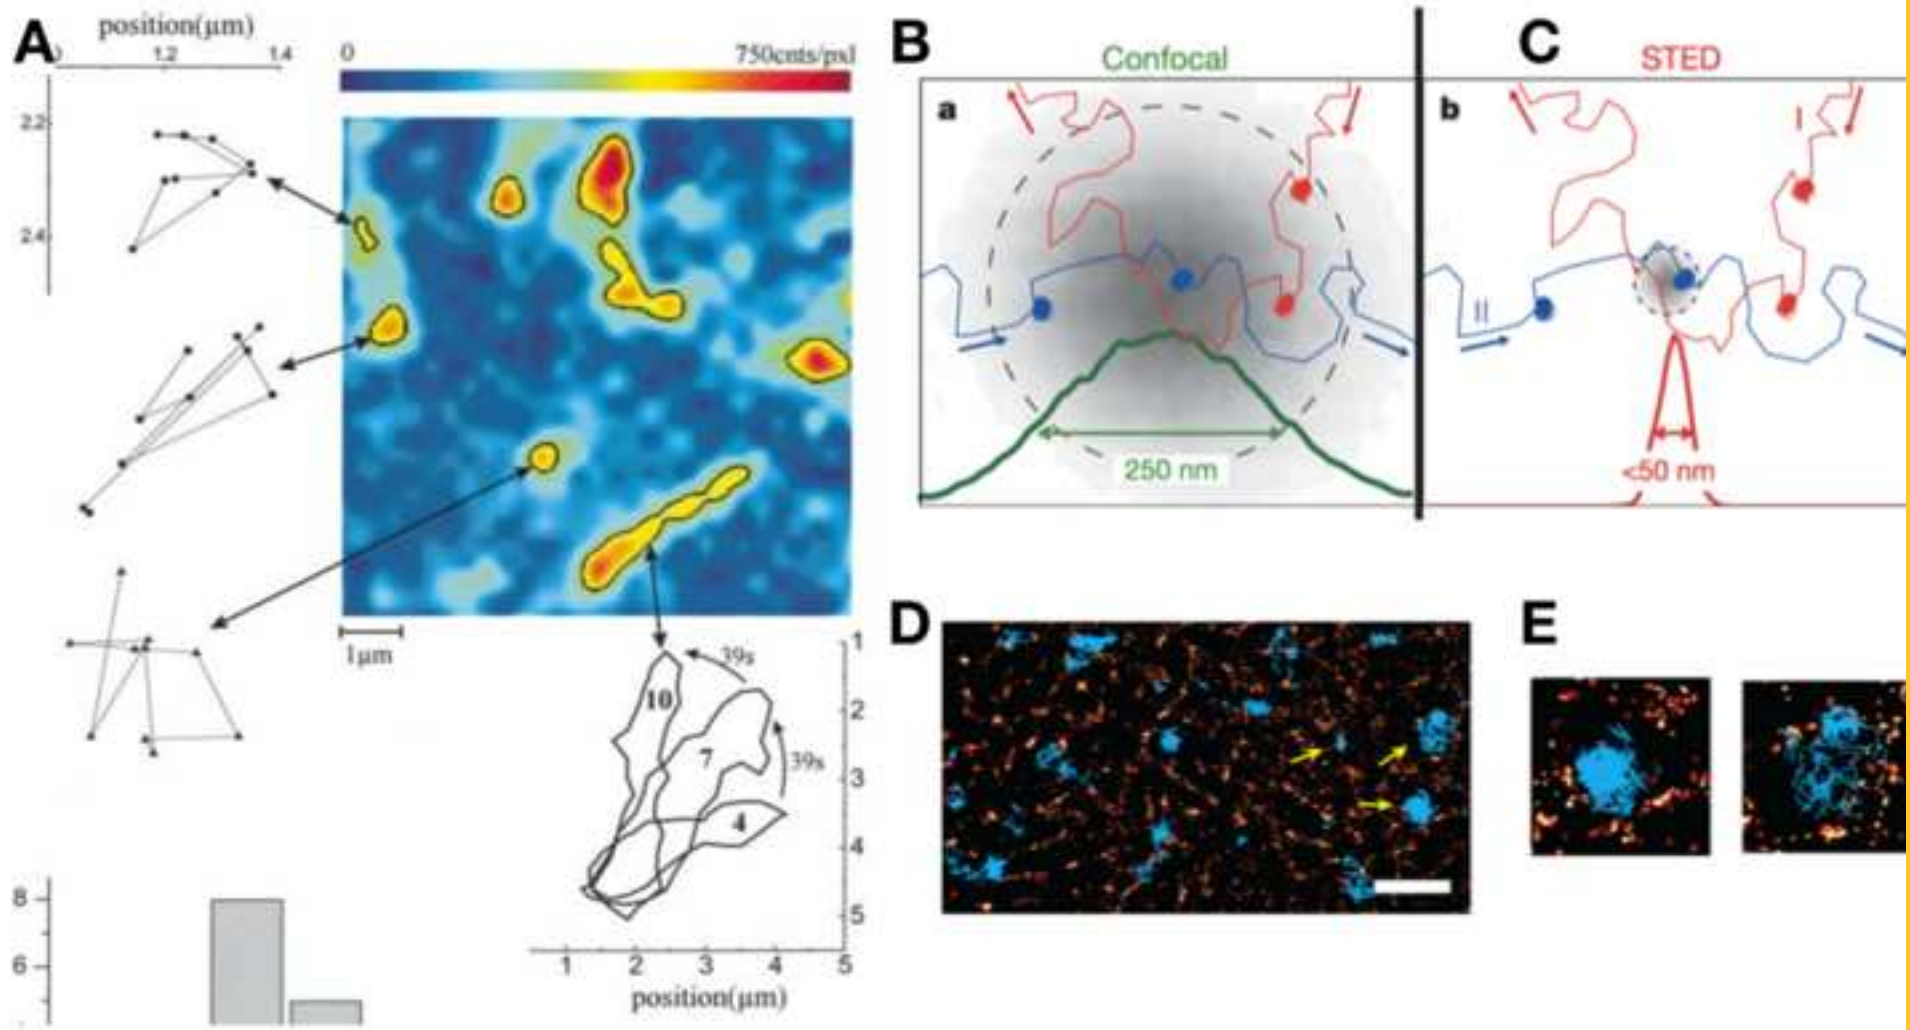 A
position(μm)
1.2
1.4
2.2
2.4
0
750cnts/pxl
1μm
39s
10
7
39s
4
1
2
3
4
5
1
2
3
4
5
position(μm)
8
6
B
Confocal
a
250 nm
C
STED
b
I
II
<50 nm
D
E